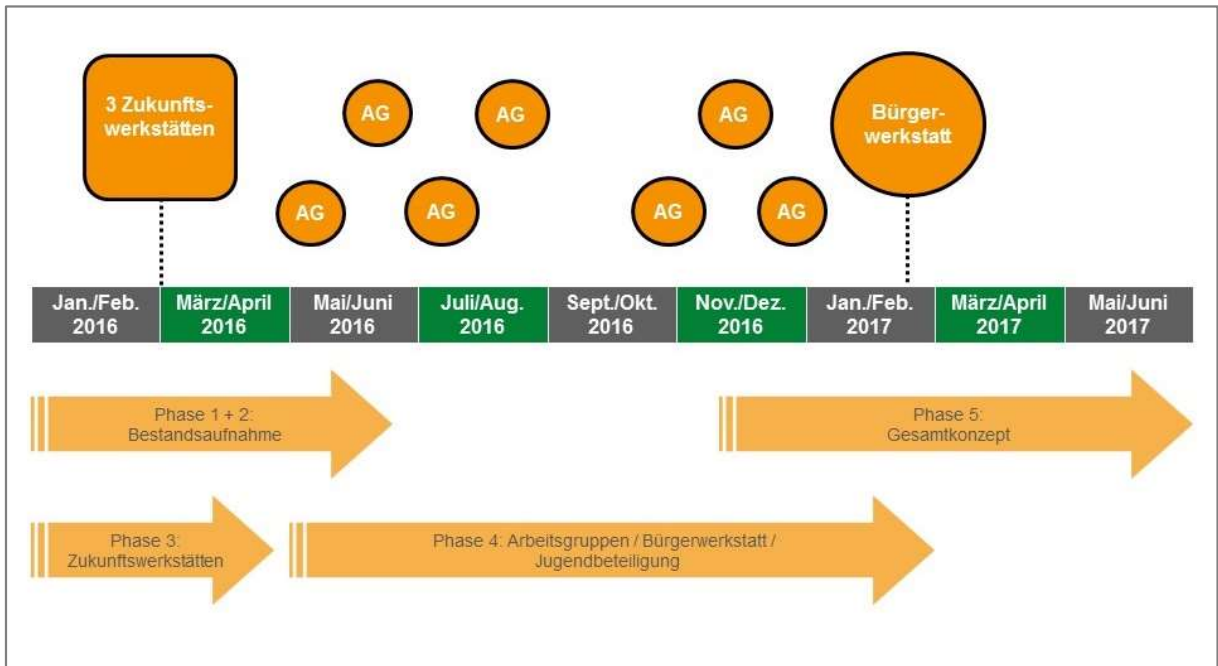 3 Zukunfts-
werkstätten
AG
AG
AG
Bürger-
werkstatt
AG
AG
AG
AG
Jan./Feb.
2016
März/April
2016
Mai/Juni
2016
Juli/Aug.
2016
Sept./Okt.
2016
Nov./Dez.
2016
Jan./Feb.
2017
März/April
2017
Mai/Juni
2017
Phase 1 + 2:
Bestandsaufnahme
Phase 5:
Gesamtkonzept
Phase 3:
Zukunftswerkstätten
Phase 4: Arbeitsgruppen / Bürgerwerkstatt /
Jugendbeteiligung